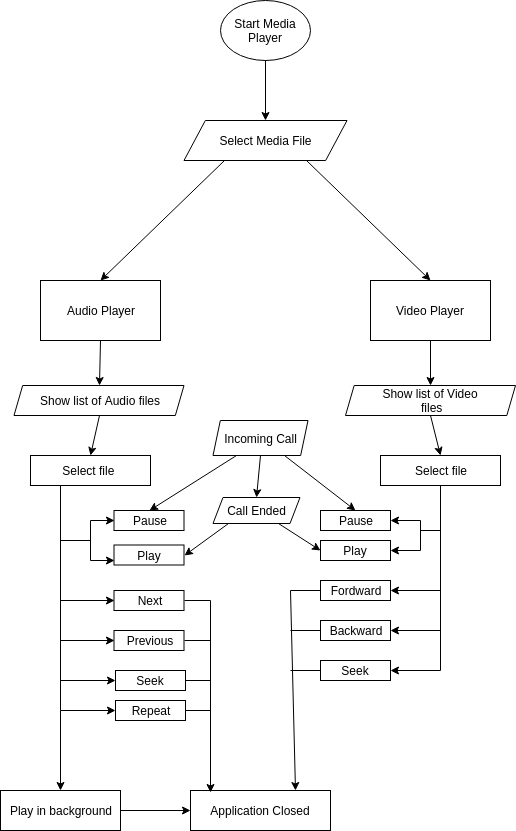 Start Media
Player
Select Media File
Audio Player
Video Player
Show list of Audio files
Show list of Video
files
Incoming Call
Select file
Select file
Call Ended
Pause
Pause
Play
Play
Next
Fordward
Previous
Backward
Seek
Seek
Repeat
Play in background
Application Closed